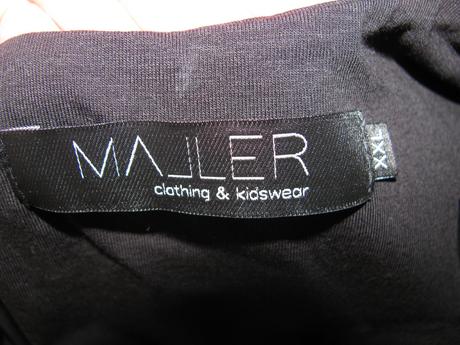 MALLER
clothing & kidswear
XXL